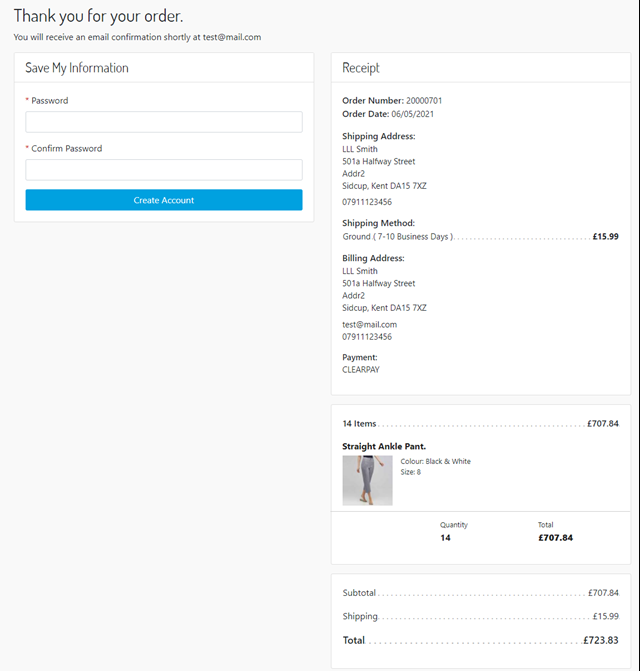 Thank you for your order.
You will receive an email confirmation shortly at test@mail.com
Save My Information
* Password
* Confirm Password
Create Account
Receipt
Order Number: 20000701
Order Date: 06/05/2021
Shipping Address:
LLL Smith
501a Halfway Street
Addr2
Sidcup, Kent DA15 7XZ
07911123456
Shipping Method:
Ground ( 7-10 Business Days ) £15.99
Billing Address:
LLL Smith
501a Halfway Street
Addr2
Sidcup, Kent DA15 7XZ
test@mail.com
07911123456
Payment:
CLEARPAY
14 Items £707.84
Straight Ankle Pant.
Colour: Black & White
Size: 8
Quantity Total
14 £707.84
Subtotal £707.84
Shipping £15.99
Total £723.83